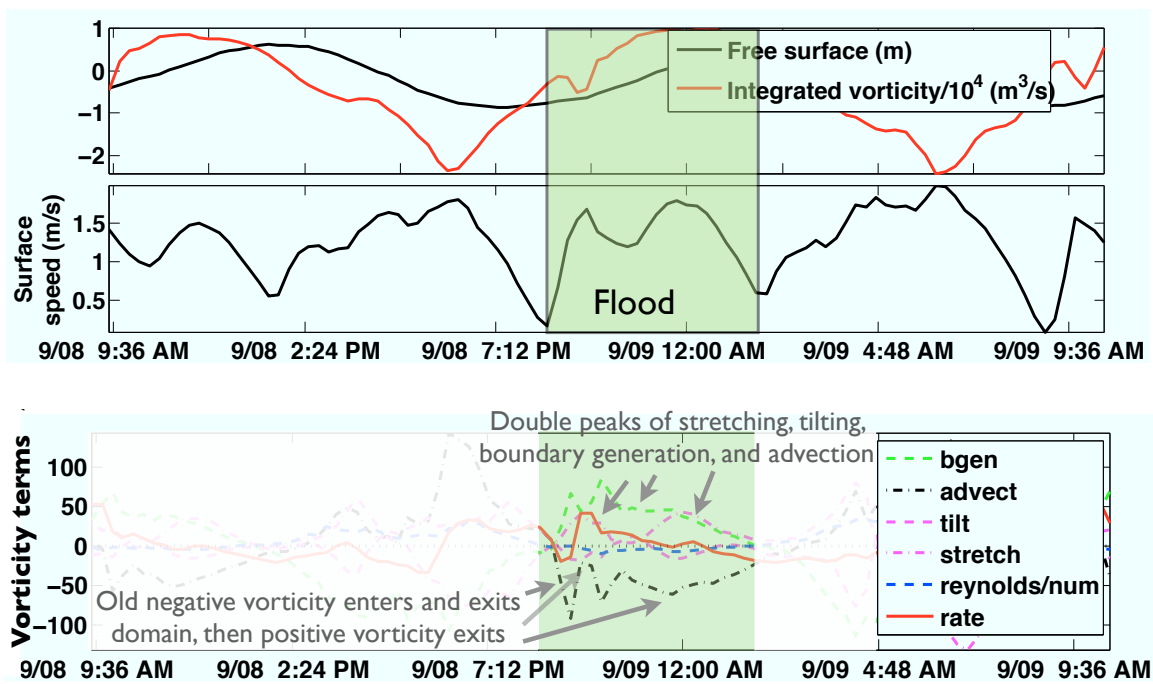 1
0
−1
−2
Free surface (m)
Integrated vorticity/10⁴ (m³/s)
Surface
speed (m/s)
1.5
1
0.5
Flood
9/08 9:36 AM 9/08 2:24 PM 9/08 7:12 PM 9/09 12:00 AM 9/09 4:48 AM 9/09 9:36 AM
Double peaks of stretching, tilting,
boundary generation, and advection
Vorticity terms
100
50
0
−50
−100
bgen
advect
tilt
stretch
reynolds/num
rate
Old negative vorticity enters and exits
domain, then positive vorticity exits
9/08 9:36 AM 9/08 2:24 PM 9/08 7:12 PM 9/09 12:00 AM 9/09 4:48 AM 9/09 9:36 AM